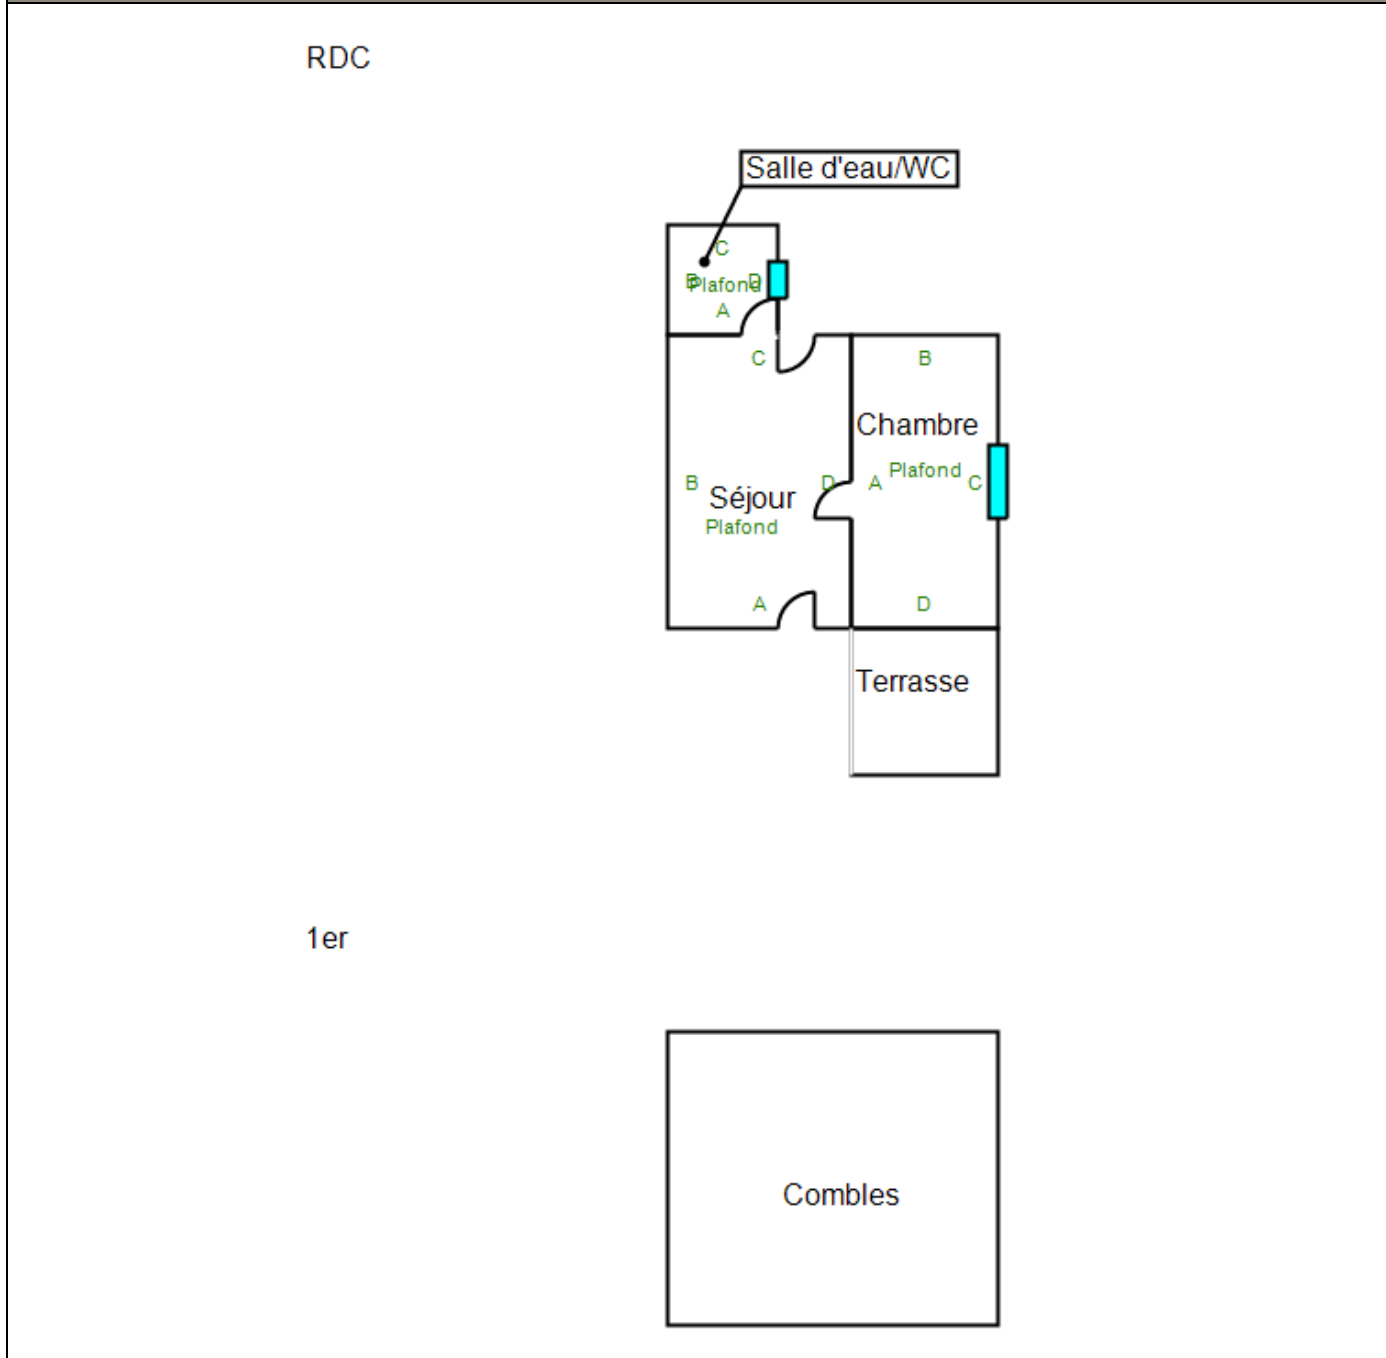 RDC
Salle d'eau/WC
C
B Plafond D
A
C
B
Chambre
Plafond
B
Séjour
D
A
C
Plafond
A
D
Terrasse
1er
Combles